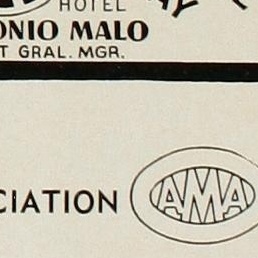 HOTEL
ONIO MALO
T GRAL. MGR.
CIATION AMA